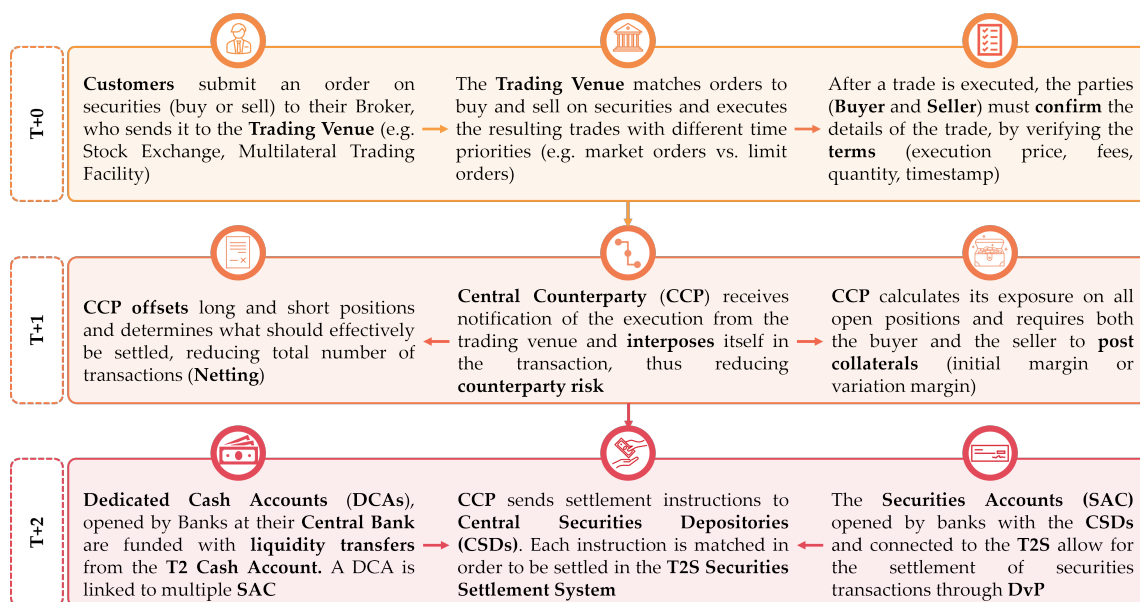 T+0
Customers submit an order on
securities (buy or sell) to their Broker,
who sends it to the Trading Venue (e.g.
Stock Exchange, Multilateral Trading
Facility)
The Trading Venue matches orders to
buy and sell on securities and executes
the resulting trades with different time
priorities (e.g. market orders vs. limit
orders)
After a trade is executed, the parties
(Buyer and Seller) must confirm the
details of the trade, by verifying the
terms (execution price, fees,
quantity, timestamp)
T+1
CCP offsets long and short positions
and determines what should effectively
be settled, reducing total number of
transactions (Netting)
Central Counterparty (CCP) receives
notification of the execution from the
trading venue and interposes itself in
the transaction, thus reducing
counterparty risk
CCP calculates its exposure on all
open positions and requires both
the buyer and the seller to post
collaterals (initial margin or
variation margin)
T+2
Dedicated Cash Accounts (DCAs),
opened by Banks at their Central Bank
are funded with liquidity transfers
from the T2 Cash Account. A DCA is
linked to multiple SAC
CCP sends settlement instructions to
Central Securities Depositories
(CSDs). Each instruction is matched in
order to be settled in the T2S Securities
Settlement System
The Securities Accounts (SAC)
opened by banks with the CSDs
and connected to the T2S allow for
the settlement of securities
transactions through DvP